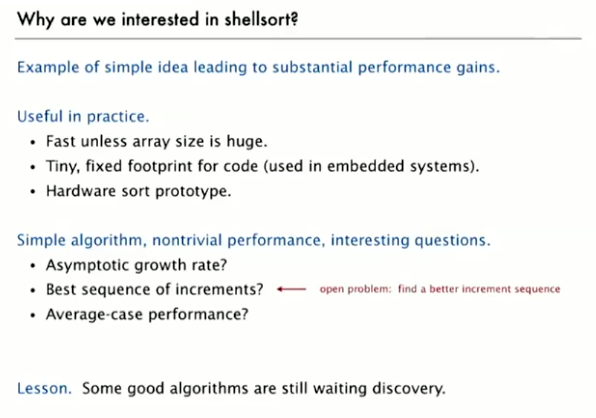 Why are we interested in shellsort?
Example of simple idea leading to substantial performance gains.
Useful in practice.
• Fast unless array size is huge.
• Tiny, fixed footprint for code (used in embedded systems).
• Hardware sort prototype.
Simple algorithm, nontrivial performance, interesting questions.
• Asymptotic growth rate?
• Best sequence of increments? ← open problem: find a better increment sequence
• Average-case performance?
Lesson. Some good algorithms are still waiting discovery.